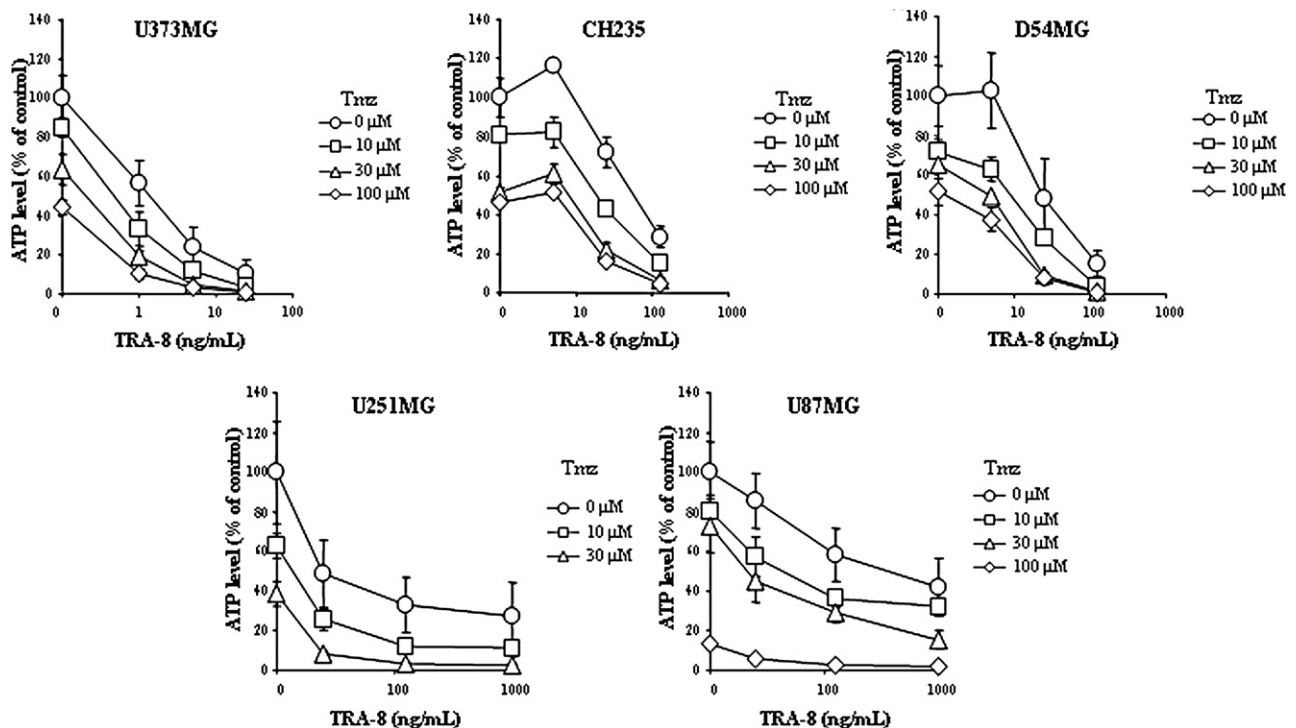 U373MG
ATP level (% of control)
140
120
100
80
60
40
20
0
0
1
10
100
TRA-8 (ng/mL)
Tmz
0 µM
10 µM
30 µM
100 µM
CH235
ATP level (% of control)
140
120
100
80
60
40
20
0
0
10
100
1000
TRA-8 (ng/mL)
Tmz
0 µM
10 µM
30 µM
100 µM
D54MG
ATP level (% of control)
140
120
100
80
60
40
20
0
0
10
100
1000
TRA-8 (ng/mL)
Tmz
0 µM
10 µM
30 µM
100 µM
U251MG
ATP level (% of control)
140
120
100
80
60
40
20
0
0
100
1000
TRA-8 (ng/mL)
Tmz
0 µM
10 µM
30 µM
U87MG
ATP level (% of control)
140
120
100
80
60
40
20
0
0
100
1000
TRA-8 (ng/mL)
Tmz
0 µM
10 µM
30 µM
100 µM